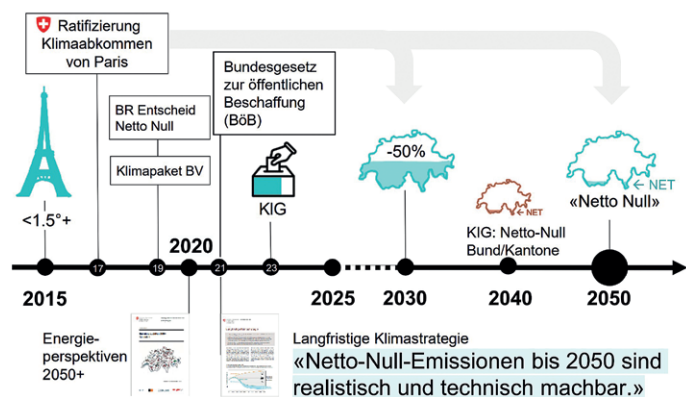 Ratifizierung
Klimaabkommen
von Paris
BR Entscheid
Netto Null
Klimapaket BV
Bundesgesetz
zur öffentlichen
Beschaffung
(BöB)
KIG
-50%
← NET
«Netto Null»
← NET
KIG: Netto-Null
Bund/Kantone
<1.5°+
2020
17
19
21
23
2015
2025
2030
2040
2050
Energie-
perspektiven
2050+
Langfristige Klimastrategie
«Netto-Null-Emissionen bis 2050 sind
realistisch und technisch machbar.»